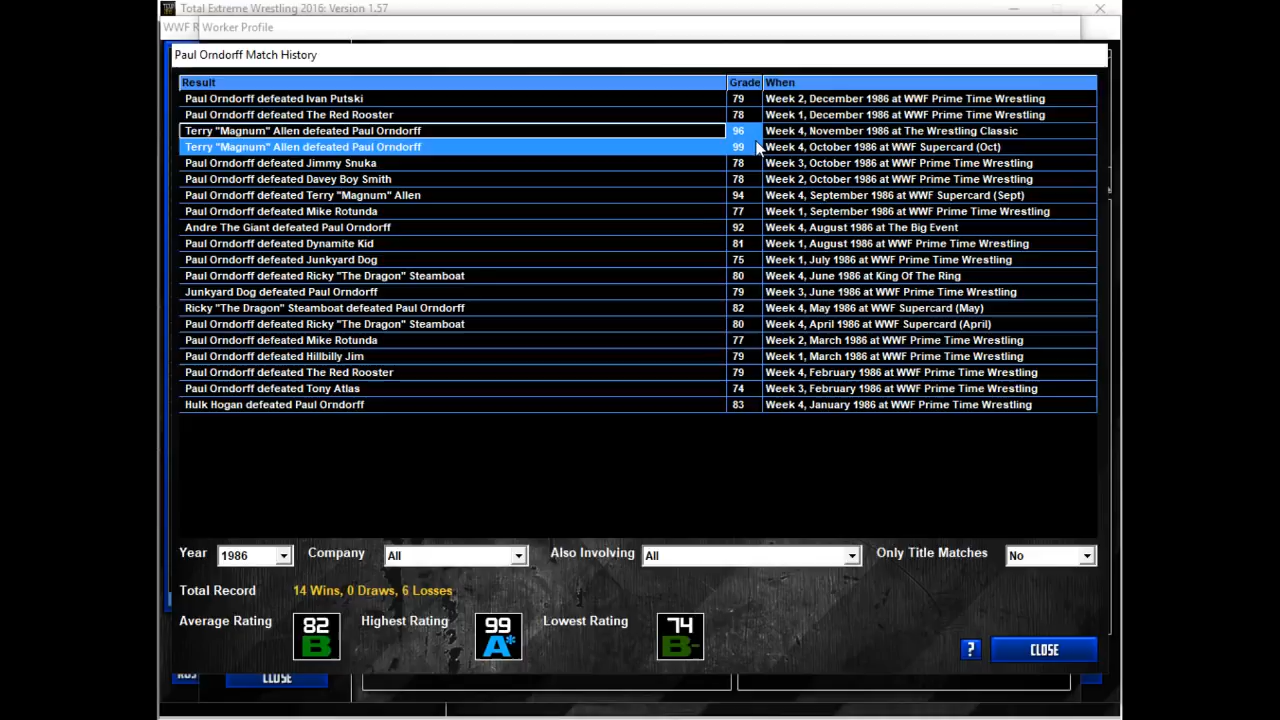 Total Extreme Wrestling 2016: Version 1.57
WWF R Worker Profile
Paul Orndorff Match History
Result Grade When
Paul Orndorff defeated Ivan Putski 79 Week 2, December 1986 at WWF Prime Time Wrestling
Paul Orndorff defeated The Red Rooster 78 Week 1, December 1986 at WWF Prime Time Wrestling
Terry "Magnum" Allen defeated Paul Orndorff 96 Week 4, November 1986 at The Wrestling Classic
Terry "Magnum" Allen defeated Paul Orndorff 99 Week 4, October 1986 at WWF Supercard (Oct)
Paul Orndorff defeated Jimmy Snuka 78 Week 3, October 1986 at WWF Prime Time Wrestling
Paul Orndorff defeated Davey Boy Smith 78 Week 2, October 1986 at WWF Prime Time Wrestling
Paul Orndorff defeated Terry "Magnum" Allen 94 Week 4, September 1986 at WWF Supercard (Sept)
Paul Orndorff defeated Mike Rotunda 77 Week 1, September 1986 at WWF Prime Time Wrestling
Andre The Giant defeated Paul Orndorff 92 Week 4, August 1986 at The Big Event
Paul Orndorff defeated Dynamite Kid 81 Week 1, August 1986 at WWF Prime Time Wrestling
Paul Orndorff defeated Junkyard Dog 75 Week 1, July 1986 at WWF Prime Time Wrestling
Paul Orndorff defeated Ricky "The Dragon" Steamboat 80 Week 4, June 1986 at King Of The Ring
Junkyard Dog defeated Paul Orndorff 79 Week 3, June 1986 at WWF Prime Time Wrestling
Ricky "The Dragon" Steamboat defeated Paul Orndorff 82 Week 4, May 1986 at WWF Supercard (May)
Paul Orndorff defeated Ricky "The Dragon" Steamboat 80 Week 4, April 1986 at WWF Supercard (April)
Paul Orndorff defeated Mike Rotunda 77 Week 2, March 1986 at WWF Prime Time Wrestling
Paul Orndorff defeated Hillbilly Jim 79 Week 1, March 1986 at WWF Prime Time Wrestling
Paul Orndorff defeated The Red Rooster 79 Week 4, February 1986 at WWF Prime Time Wrestling
Paul Orndorff defeated Tony Atlas 74 Week 3, February 1986 at WWF Prime Time Wrestling
Hulk Hogan defeated Paul Orndorff 83 Week 4, January 1986 at WWF Prime Time Wrestling
Year 1986 Company All Also Involving All Only Title Matches No
Total Record 14 Wins, 0 Draws, 6 Losses
Average Rating 82 B Highest Rating 99 A* Lowest Rating 74 B-
? CLOSE
CLOSE